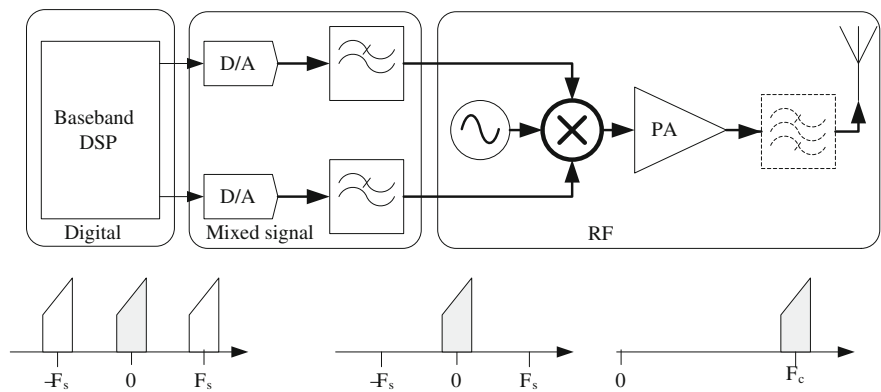 D/A
Baseband
DSP
PA
D/A
Digital
Mixed signal
RF
–Fs
0
Fs
–Fs
0
Fs
0
Fc